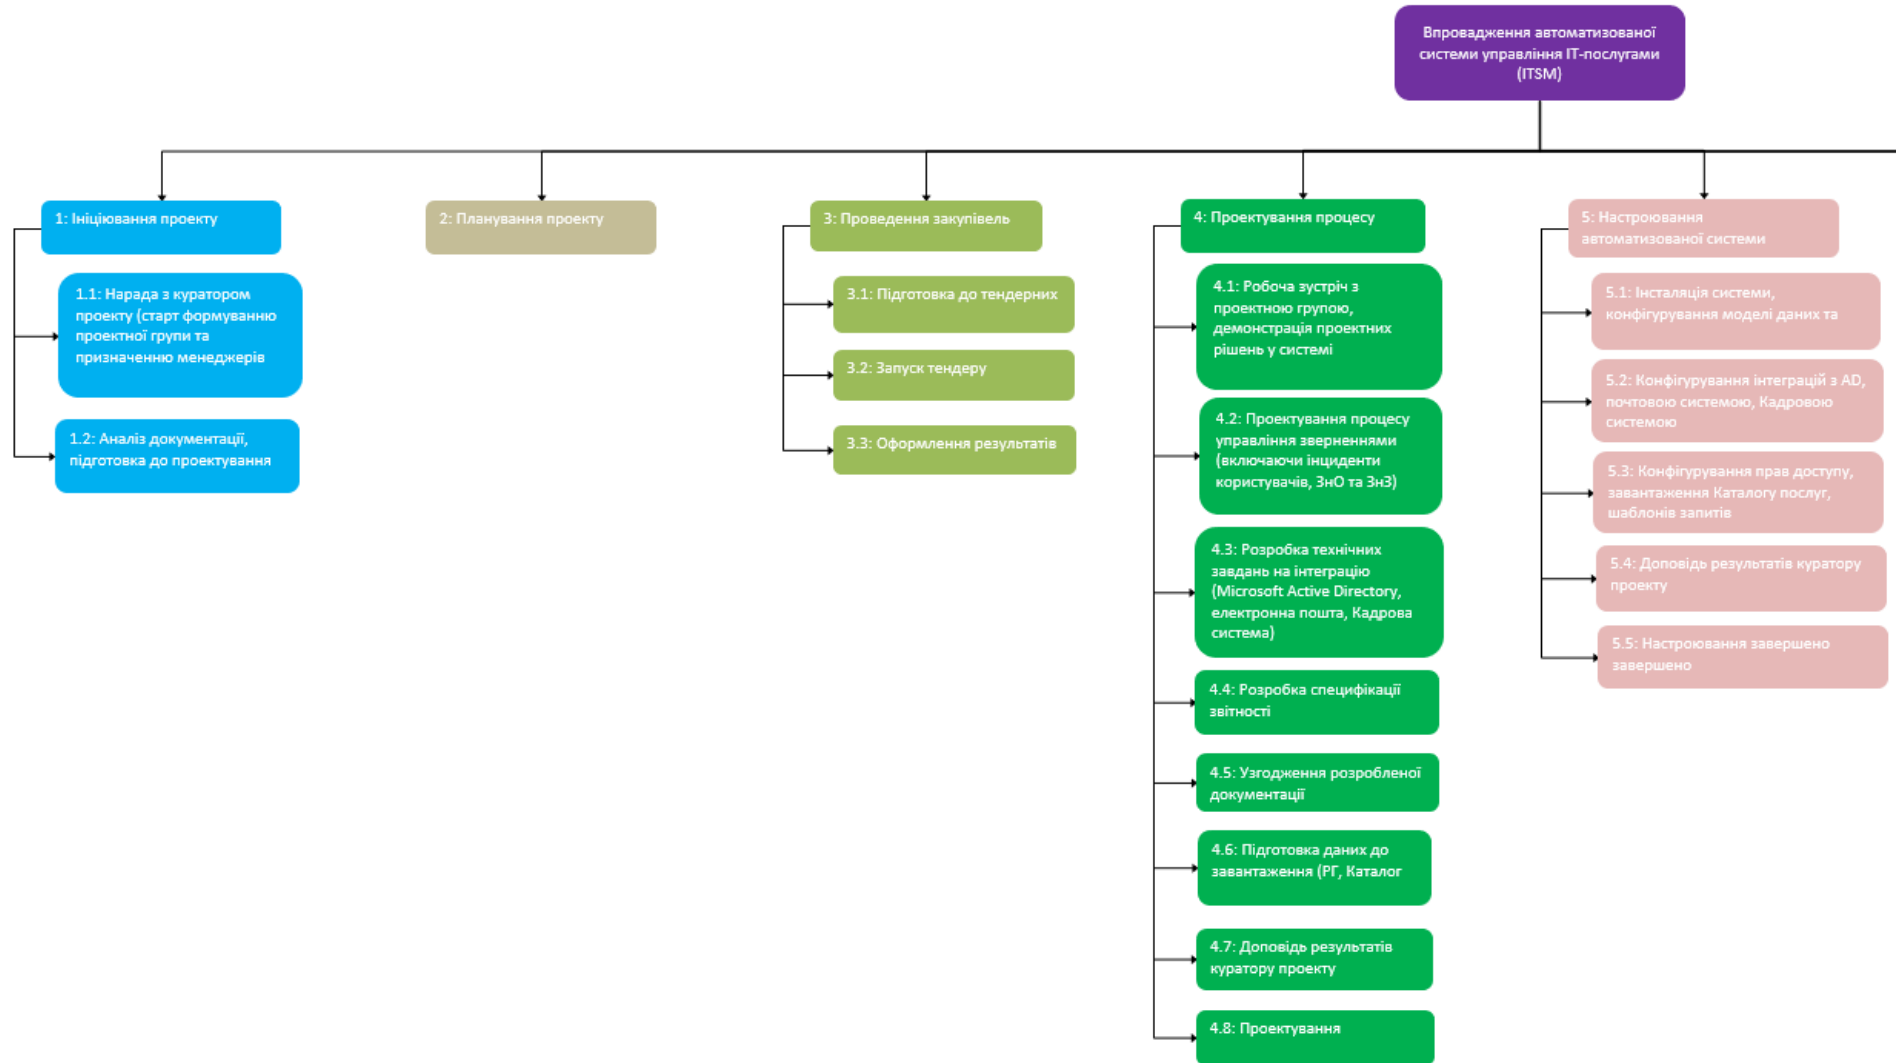 Впровадження автоматизованої
системи управління ІТ-послугами
(ITSM)
1: Ініціювання проекту
1.1: Нарада з куратором
проекту (старт формуванню
проектної групи та
призначенню менеджерів
1.2: Аналіз документації,
підготовка до проектування
2: Планування проекту
3: Проведення закупівель
3.1: Підготовка до тендерних
3.2: Запуск тендеру
3.3: Оформлення результатів
4: Проектування процесу
4.1: Робоча зустріч з
проектною групою,
демонстрація проектних
рішень у системі
4.2: Проектування процесу
управління зверненнями
(включаючи інциденти
користувачів, ЗнО та ЗнЗ)
4.3: Розробка технічних
завдань на інтеграцію
(Microsoft Active Directory,
електронна пошта, Кадрова
система)
4.4: Розробка специфікації
звітності
4.5: Узгодження розробленої
документації
4.6: Підготовка даних до
завантаження (РГ, Каталог
4.7: Доповідь результатів
куратору проекту
4.8: Проектування
5: Настроювання
автоматизованої системи
5.1: Інсталяція системи,
конфігурування моделі даних та
5.2: Конфігурування інтеграцій з AD,
почтовою системою, Кадровою
системою
5.3: Конфігурування прав доступу,
завантаження Каталогу послуг,
шаблонів запитів
5.4: Доповідь результатів куратору
проекту
5.5: Настроювання завершено
завершено